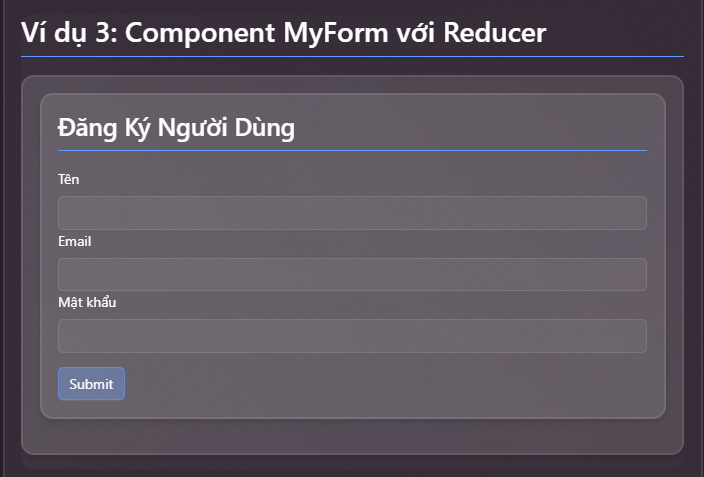 Ví dụ 3: Component MyForm với Reducer
Đăng Ký Người Dùng
Tên
Email
Mật khẩu
Submit